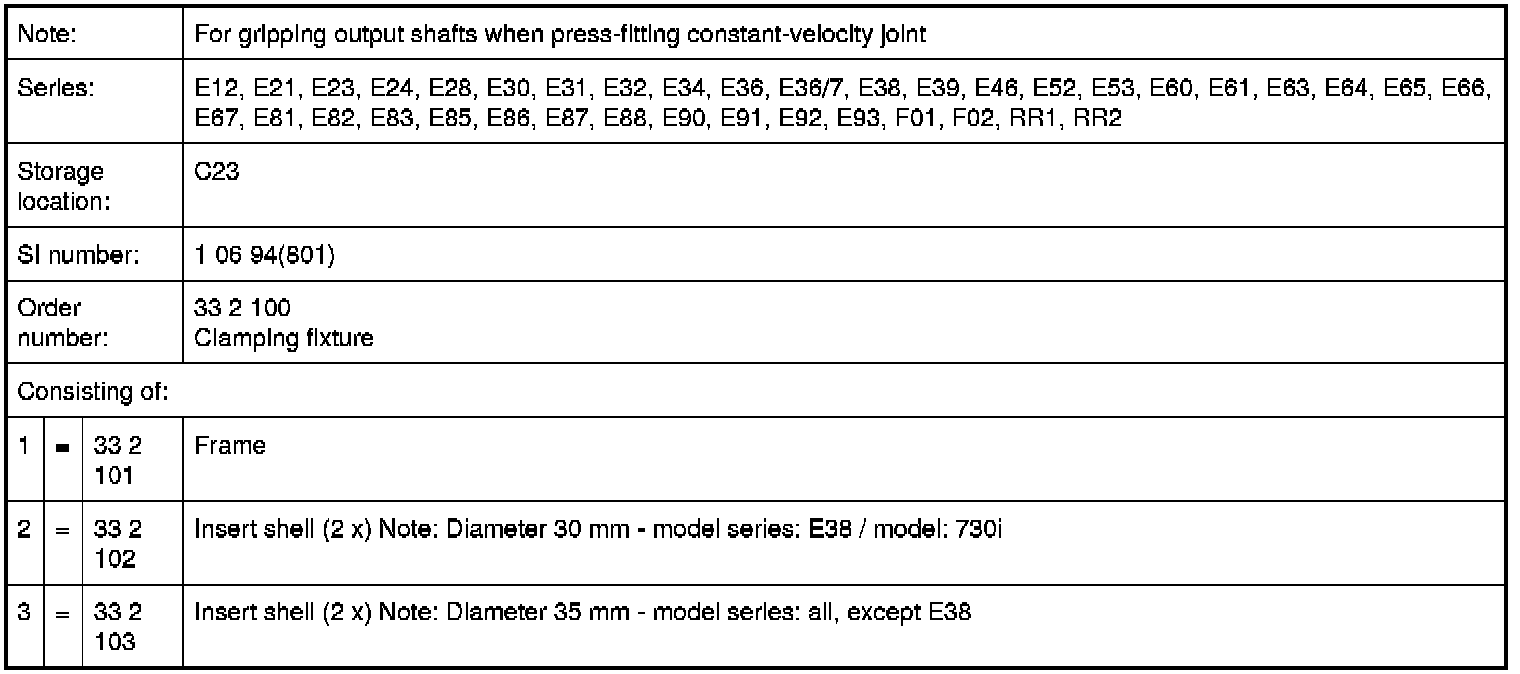 Note: For gripping output shafts when press-fitting constant-velocity joint
Series: E12, E21, E23, E24, E28, E30, E31, E32, E34, E36, E36/7, E38, E39, E46, E52, E53, E60, E61, E63, E64, E65, E66,
E67, E81, E82, E83, E85, E86, E87, E88, E90, E91, E92, E93, F01, F02, RR1, RR2
Storage C23
location:
SI number: 1 06 94(801)
Order 33 2 100
number: Clamping fixture
Consisting of:
1 = 33 2 Frame
101
2 = 33 2 Insert shell (2 x) Note: Diameter 30 mm - model series: E38 / model: 730i
102
3 = 33 2 Insert shell (2 x) Note: Diameter 35 mm - model series: all, except E38
103